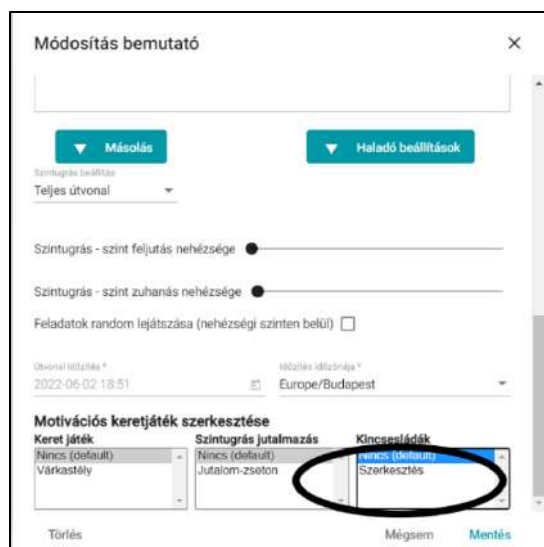 Módosítás bemutató
Másolás
Haladó beállítások
Szintugrás beállítás
Teljes útvonal
Szintugrás - szint feljutás nehézsége
Szintugrás - szint zuhanás nehézsége
Feladatok random lejátszása (nehézségi szinten belül)
Útvonal időzítés *
Időzítés időzónája *
2022-06-02 18:51
Europe/Budapest
Motivációs keretjáték szerkesztése
Keret játék
Szintugrás jutalmazás
Kincsesládák
Nincs (default)
Nincs (default)
Nincs (default)
Várkastély
Jutalom-zseton
Szerkesztés
Törlés
Mégsem
Mentés